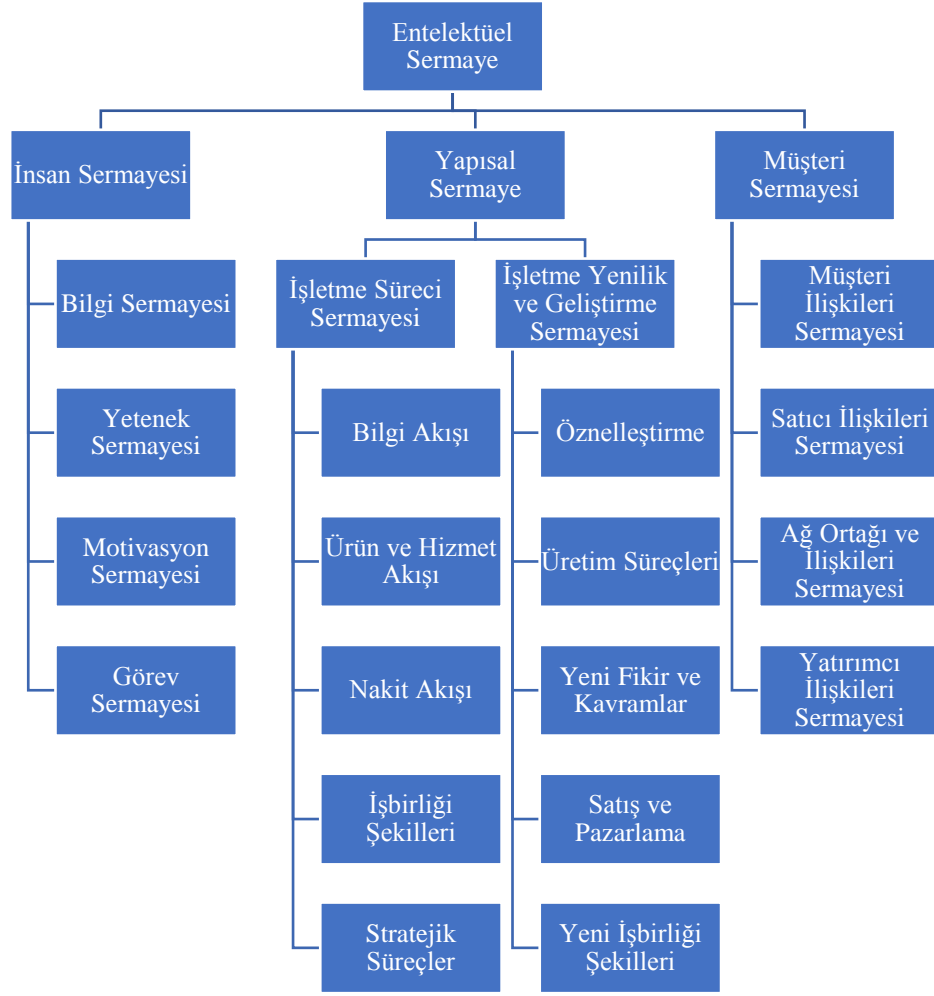 Entelektüel
Sermaye
İnsan Sermayesi
Yapısal
Sermaye
Müşteri
Sermayesi
Bilgi Sermayesi
Yetenek
Sermayesi
Motivasyon
Sermayesi
Görev
Sermayesi
İşletme Süreci
Sermayesi
Bilgi Akışı
Ürün ve Hizmet
Akışı
Nakit Akışı
İşbirliği
Şekilleri
Stratejik
Süreçler
İşletme Yenilik
ve Geliştirme
Sermayesi
Öznelleştirme
Üretim Süreçleri
Yeni Fikir ve
Kavramlar
Satış ve
Pazarlama
Yeni İşbirliği
Şekilleri
Müşteri
İlişkileri
Sermayesi
Satıcı İlişkileri
Sermayesi
Ağ Ortağı ve
İlişkileri
Sermayesi
Yatırımcı
İlişkileri
Sermayesi